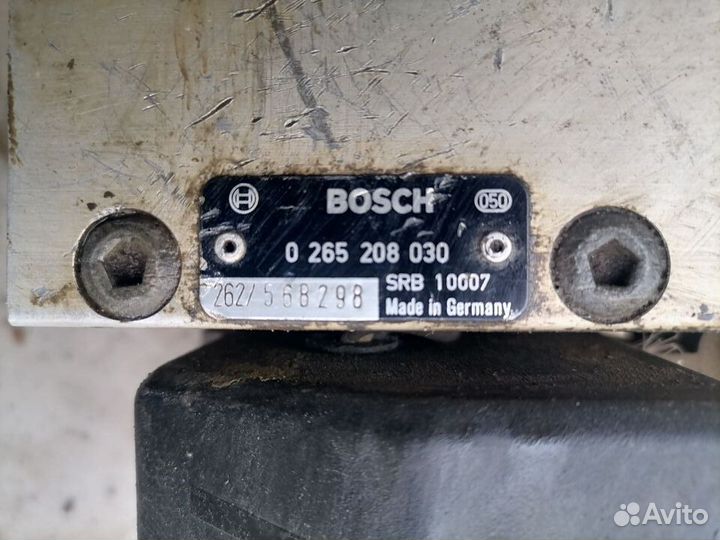 BOSCH 050
0 265 208 030
262/568298 SRB 10007
Made in Germany
Avito